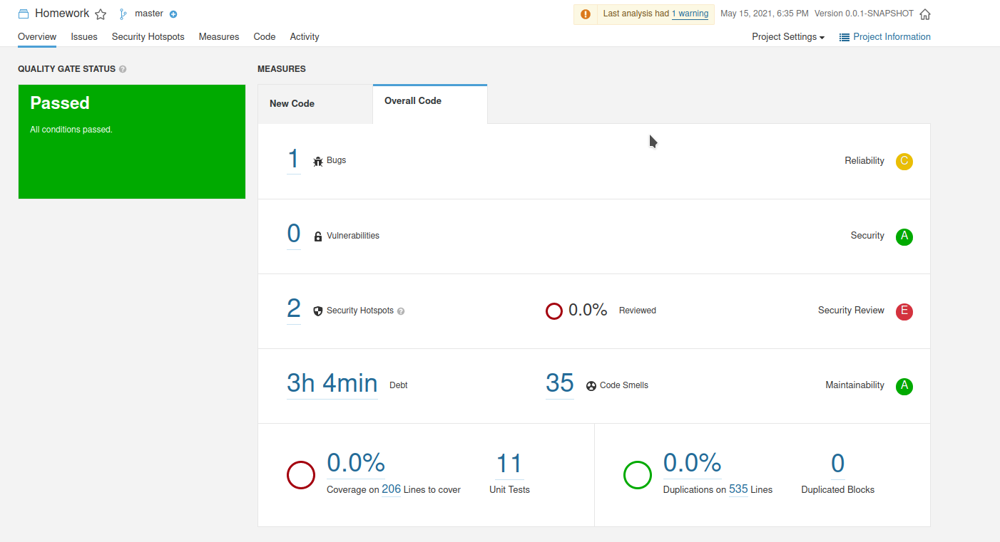 Homework master Last analysis had 1 warning May 15, 2021, 6:35 PM Version 0.0.1-SNAPSHOT
Overview Issues Security Hotspots Measures Code Activity Project Settings Project Information
QUALITY GATE STATUS ?
Passed
All conditions passed.
MEASURES
New Code Overall Code
1 Bugs Reliability C
0 Vulnerabilities Security A
2 Security Hotspots ? 0.0% Reviewed Security Review E
3h 4min Debt 35 Code Smells Maintainability A
0.0% 11
Coverage on 206 Lines to cover Unit Tests
0.0% 0
Duplications on 535 Lines Duplicated Blocks